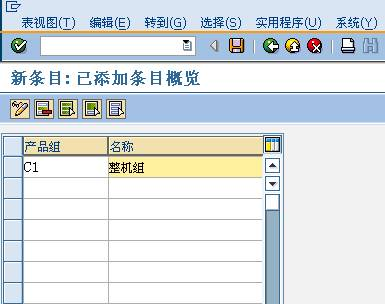 表视图(T) 编辑(E) 转到(G) 选择(S) 实用程序(U) 系统(Y)
新条目: 已添加条目概览
产品组 名称
C1 整机组